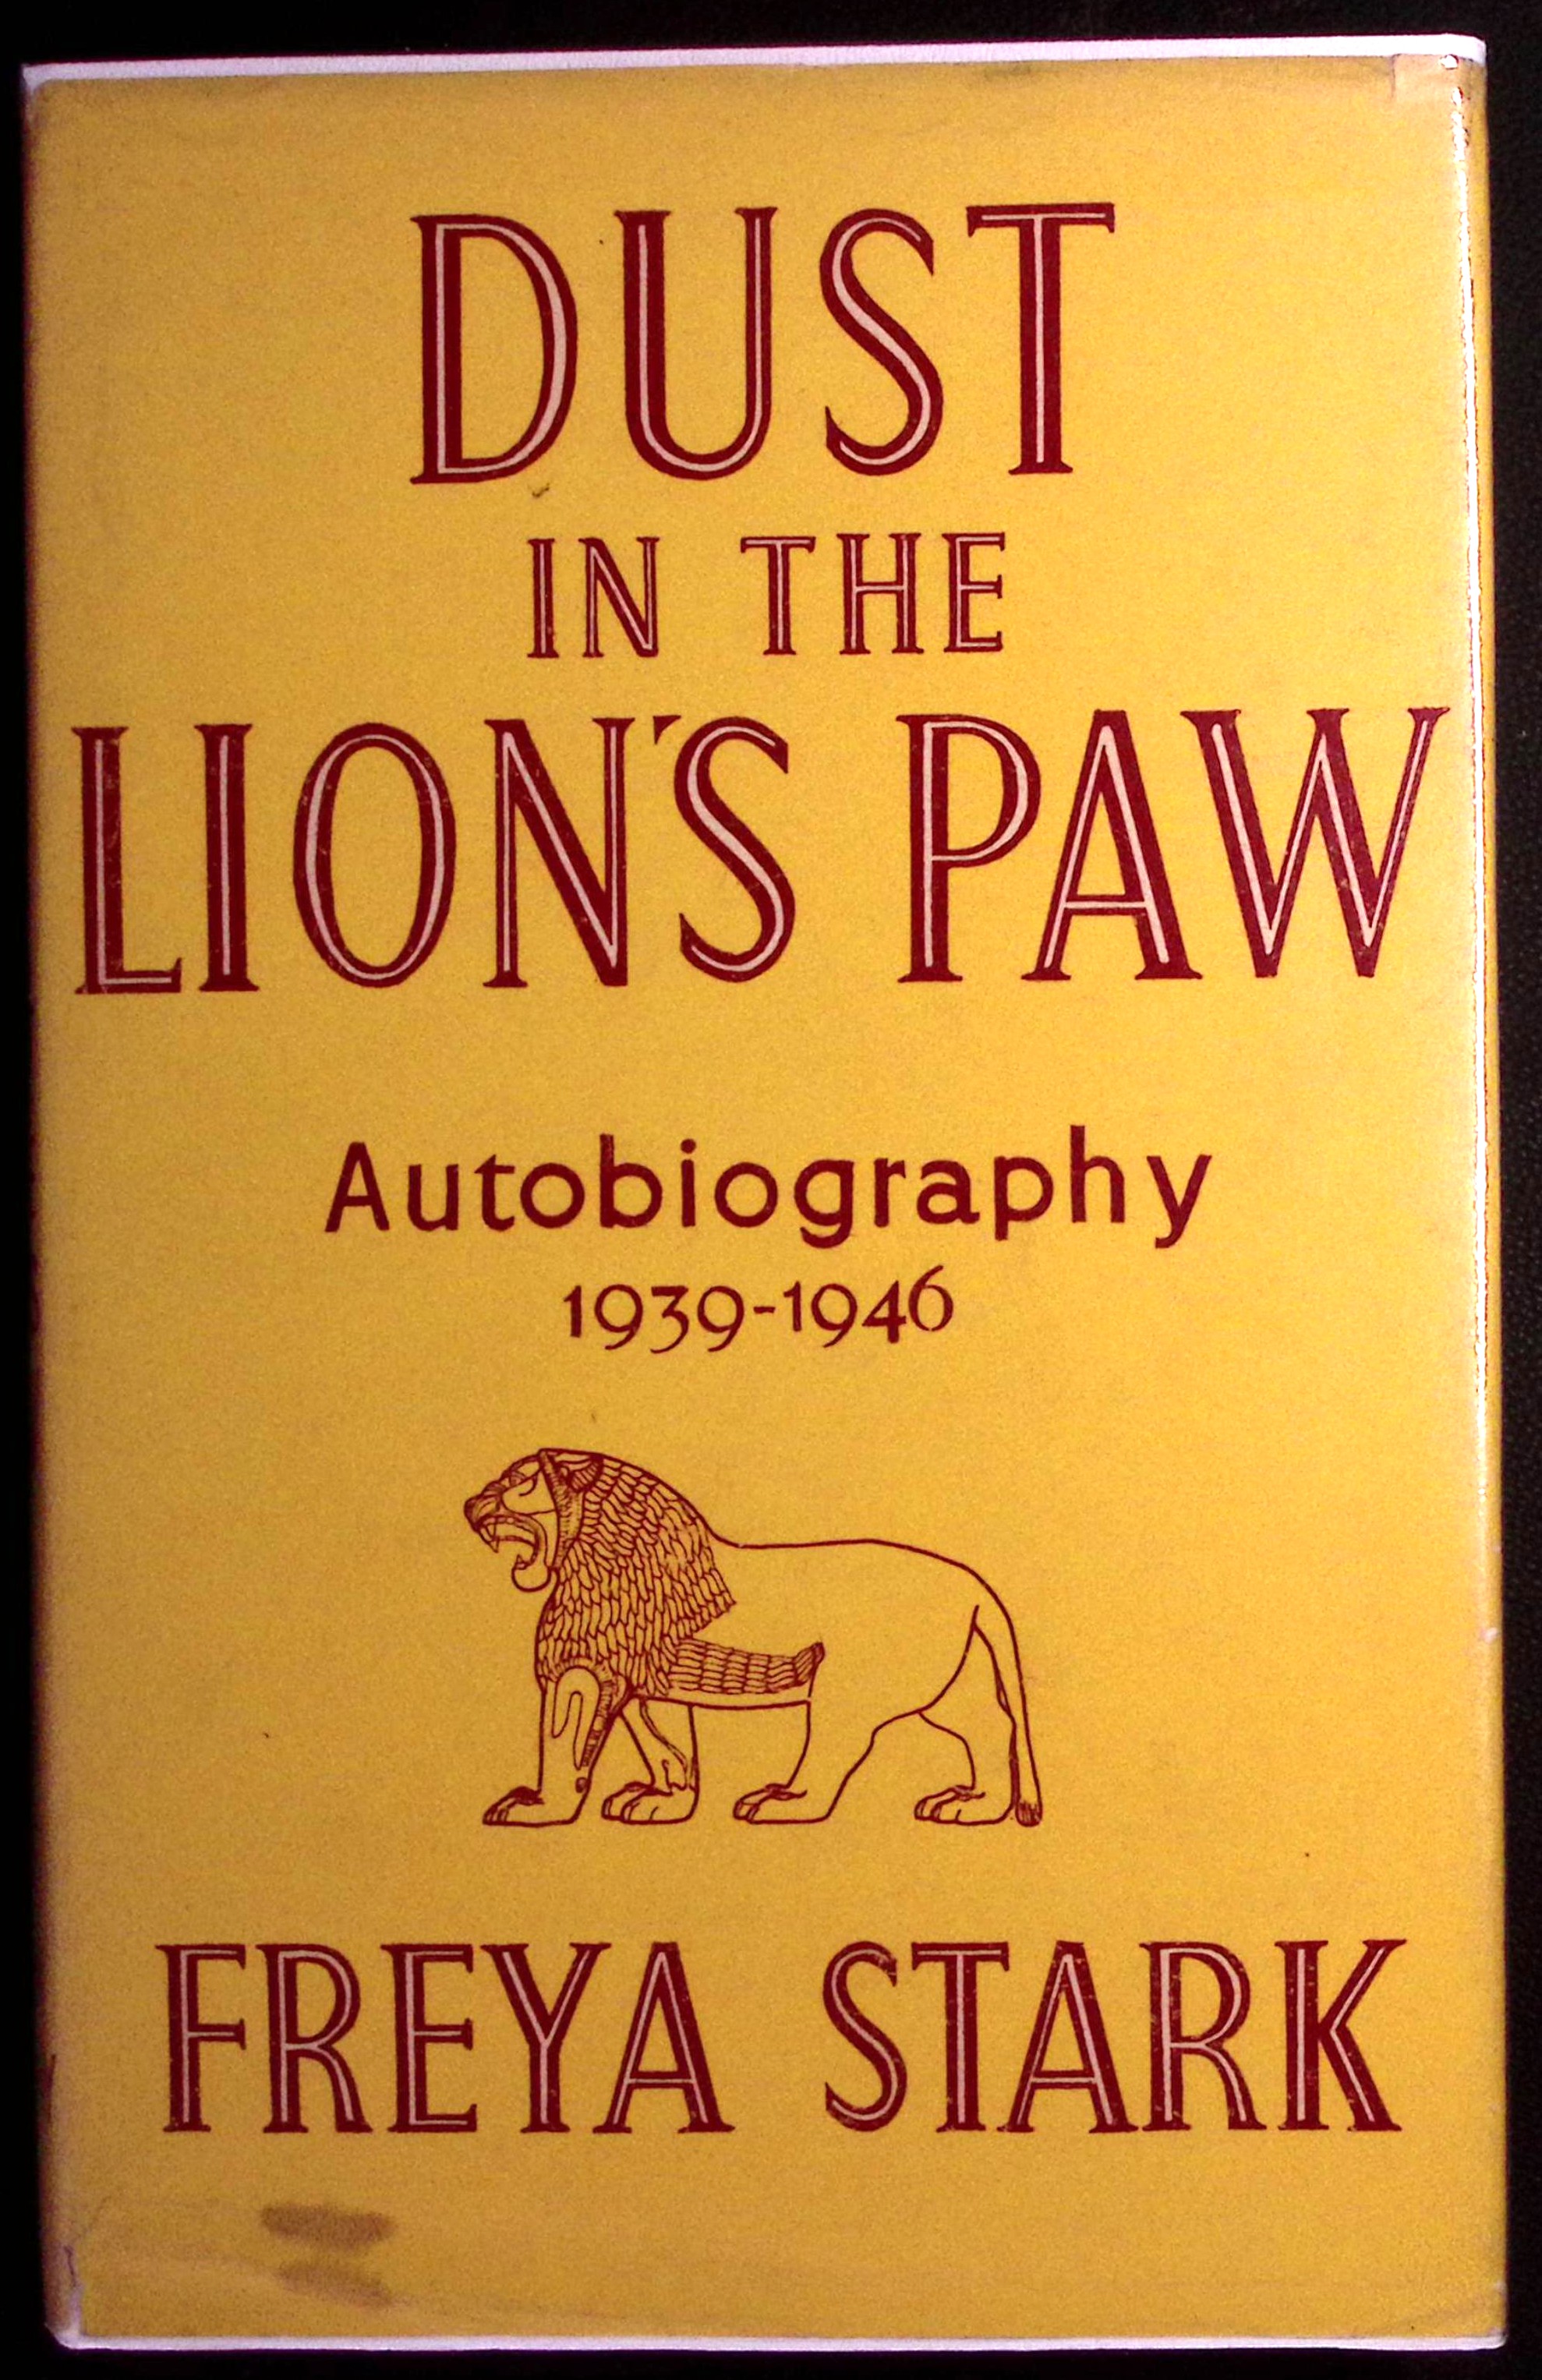 DUST
IN THE
LION'S PAW
Autobiography
1939-1946
FREYA STARK